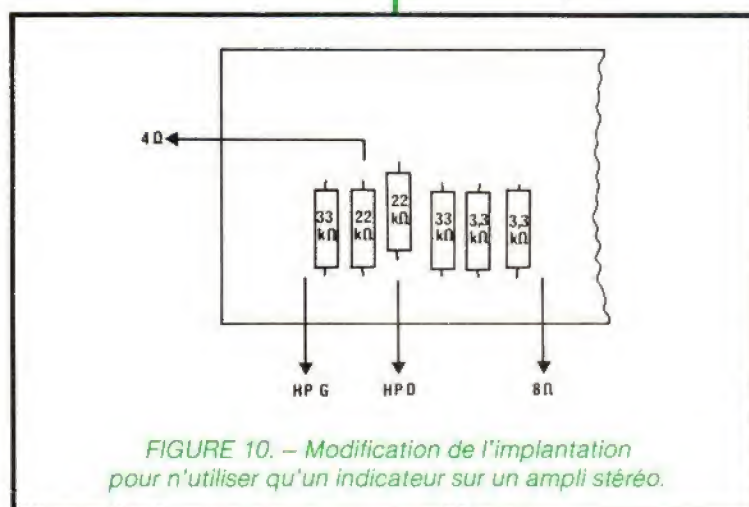 4Ω
33 kΩ
22 kΩ
22 kΩ
33 kΩ
3,3 kΩ
3,3 kΩ
HP G
HP D
8Ω
FIGURE 10. – Modification de l'implantation
pour n'utiliser qu'un indicateur sur un ampli stéréo.